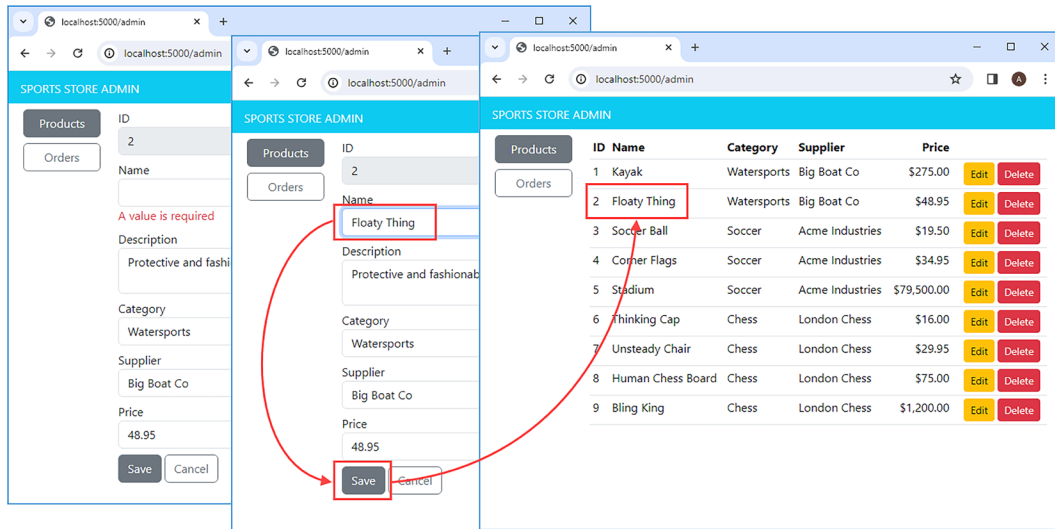 localhost:5000/admin
localhost:5000/admin
SPORTS STORE ADMIN
Products
Orders
ID
2
Name
A value is required
Description
Protective and fashi
Category
Watersports
Supplier
Big Boat Co
Price
48.95
Save Cancel
localhost:5000/admin
localhost:5000/admin
SPORTS STORE ADMIN
Products
Orders
ID
2
Name
Floaty Thing
Description
Protective and fashionab
Category
Watersports
Supplier
Big Boat Co
Price
48.95
Save Cancel
localhost:5000/admin
localhost:5000/admin A
SPORTS STORE ADMIN
Products
Orders
ID Name Category Supplier Price
1 Kayak Watersports Big Boat Co $275.00 Edit Delete
2 Floaty Thing Watersports Big Boat Co $48.95 Edit Delete
3 Soccer Ball Soccer Acme Industries $19.50 Edit Delete
4 Corner Flags Soccer Acme Industries $34.95 Edit Delete
5 Stadium Soccer Acme Industries $79,500.00 Edit Delete
6 Thinking Cap Chess London Chess $16.00 Edit Delete
7 Unsteady Chair Chess London Chess $29.95 Edit Delete
8 Human Chess Board Chess London Chess $75.00 Edit Delete
9 Bling King Chess London Chess $1,200.00 Edit Delete